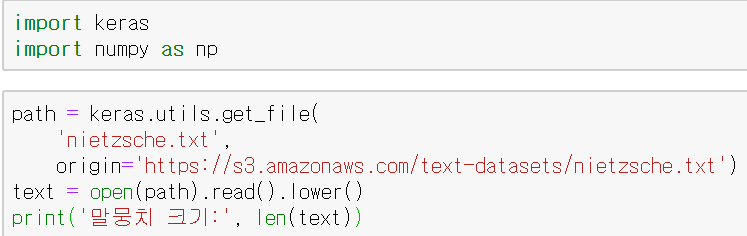 import keras
import numpy as np
path = keras.utils.get_file(
    'nietzsche.txt',
    origin='https://s3.amazonaws.com/text-datasets/nietzsche.txt')
text = open(path).read().lower()
print('말뭉치 크기:', len(text))